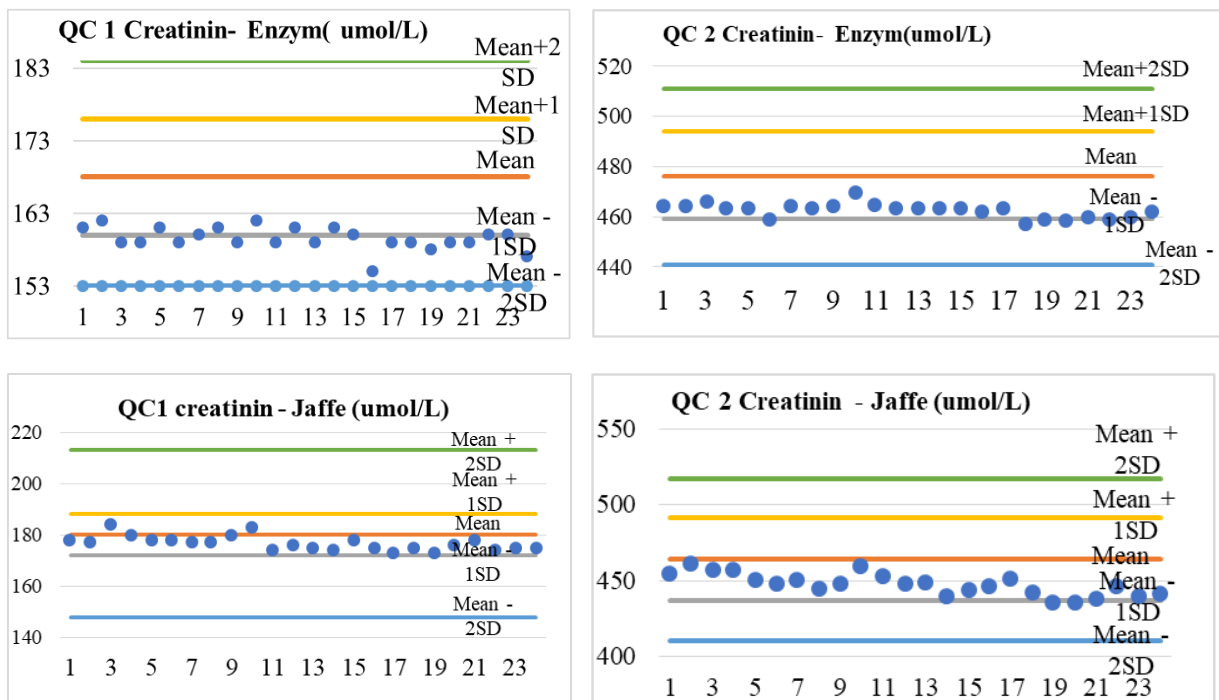 QC 1 Creatinin- Enzym( umol/L)
Mean+2
SD
183
Mean+1
SD
173
Mean
163
Mean -
1SD
Mean -
2SD
153
1 3 5 7 9 11 13 15 17 19 21 23
QC 2 Creatinin- Enzym(umol/L)
520
Mean+2SD
500
Mean+1SD
480
Mean
460
Mean -
1SD
440
Mean -
2SD
1 3 5 7 9 11 13 15 17 19 21 23
QC1 creatinin - Jaffe (umol/L)
220
Mean +
2SD
200
Mean +
1SD
180
Mean
Mean -
1SD
160
Mean -
2SD
140
1 3 5 7 9 11 13 15 17 19 21 23
QC 2 Creatinin - Jaffe (umol/L)
550
Mean +
2SD
500
Mean +
1SD
Mean
450
Mean -
1SD
Mean -
2SD
400
1 3 5 7 9 11 13 15 17 19 21 23